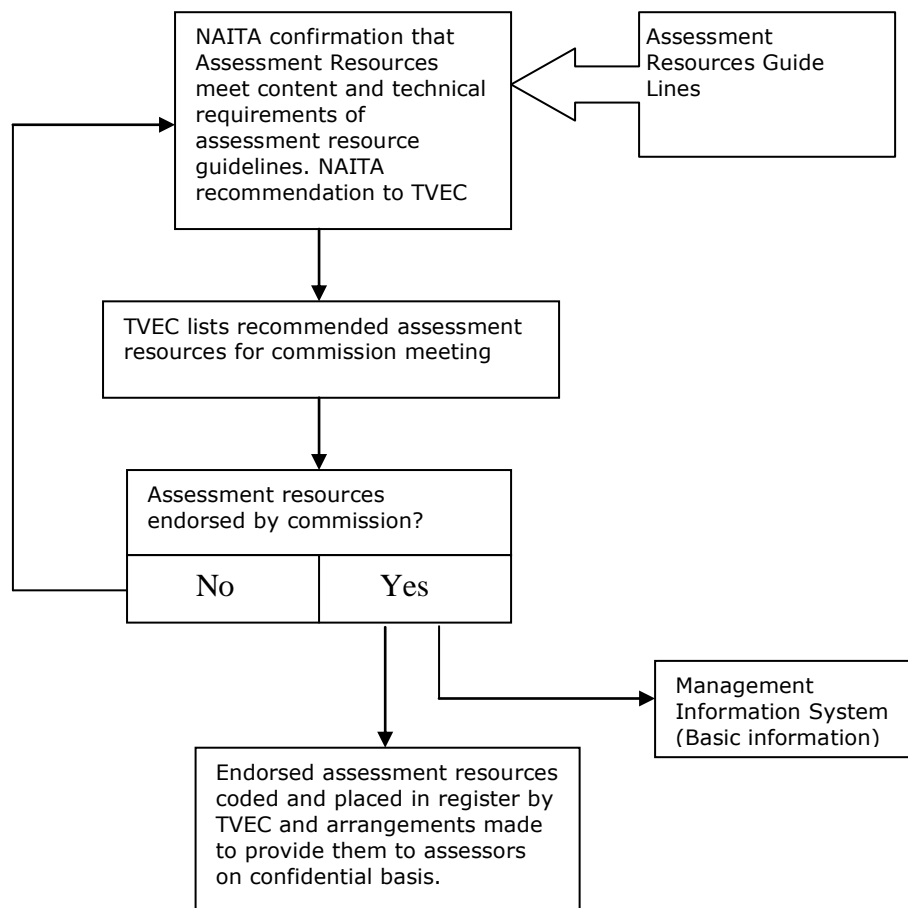 NAITA confirmation that
Assessment Resources
meet content and technical
requirements of
assessment resource
guidelines. NAITA
recommendation to TVEC
Assessment
Resources Guide
Lines
TVEC lists recommended assessment
resources for commission meeting
Assessment resources
endorsed by commission?
No
Yes
Management
Information System
(Basic information)
Endorsed assessment resources
coded and placed in register by
TVEC and arrangements made
to provide them to assessors
on confidential basis.